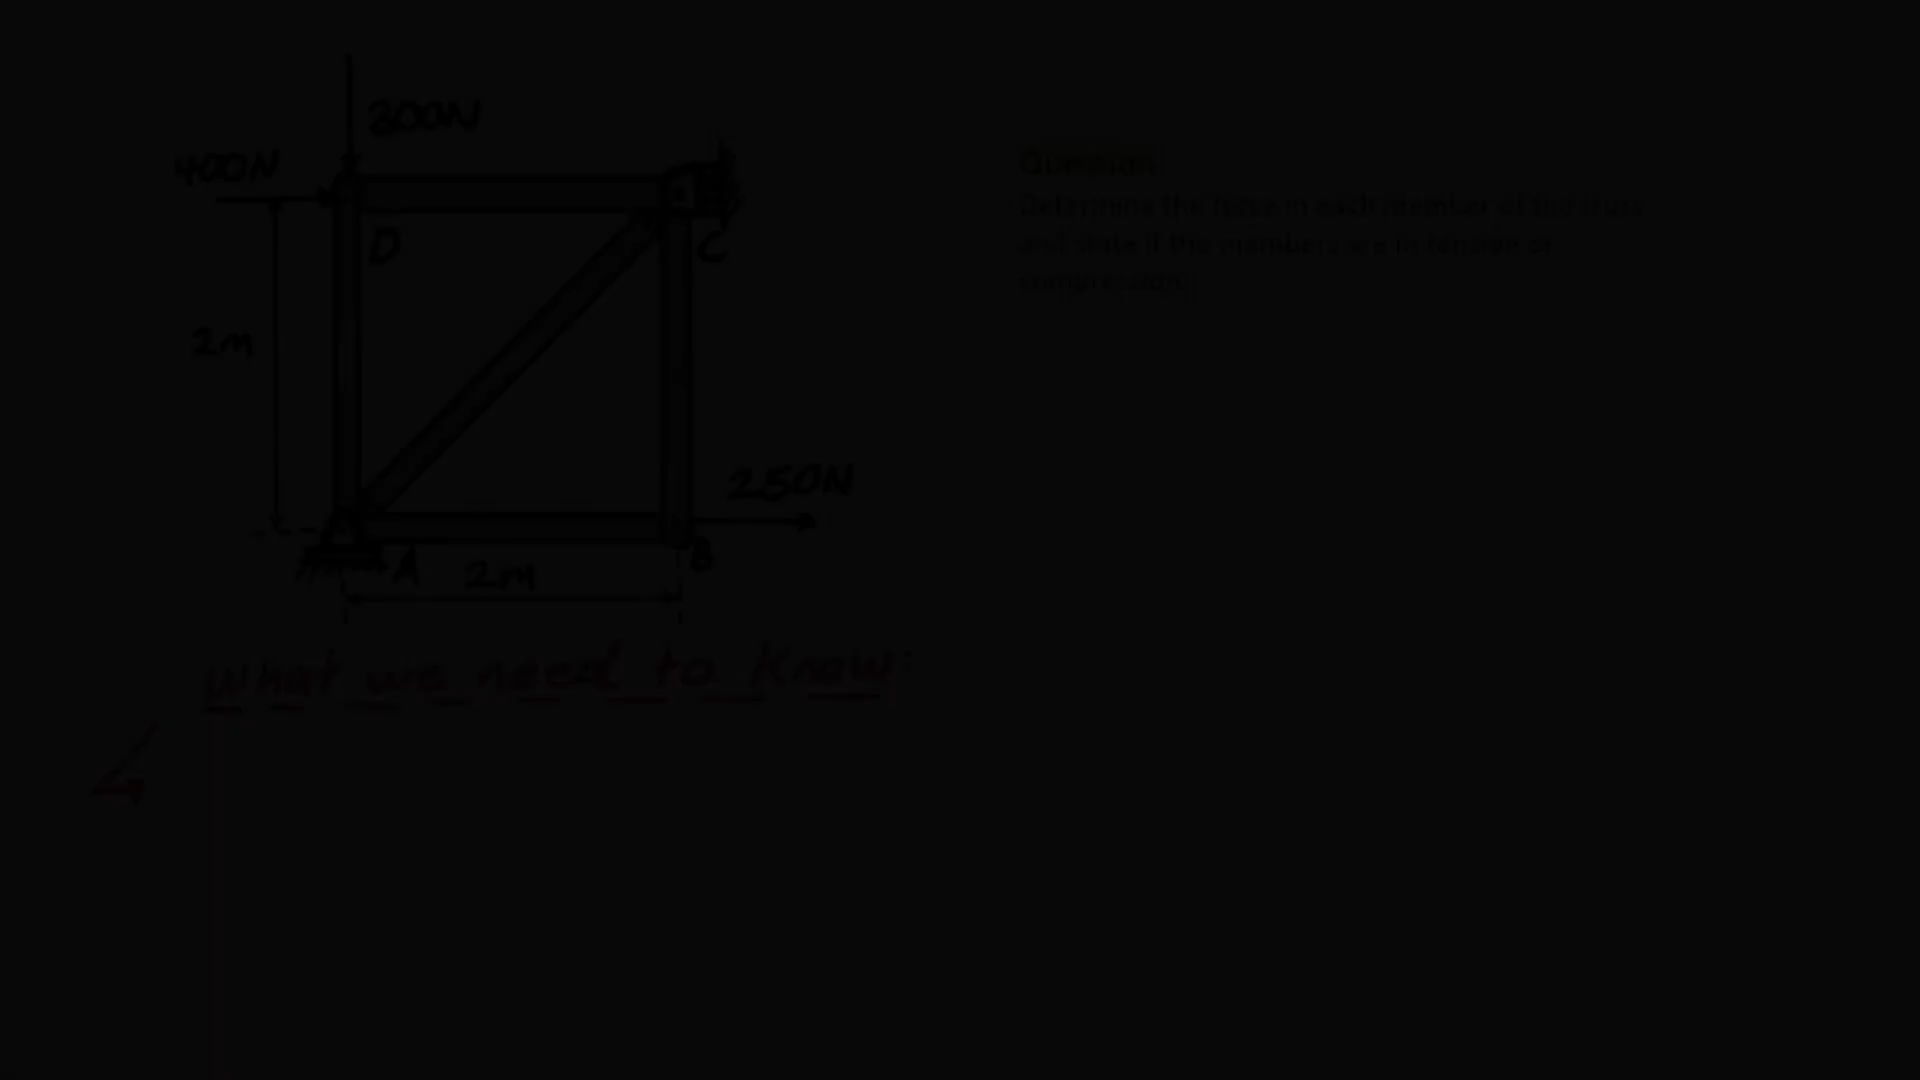 300N
400N
Question:
Determine the force in each member of the truss
and state if the members are in tension or
compression.
D
C
2m
250N
A
2m
B
What we need to know: